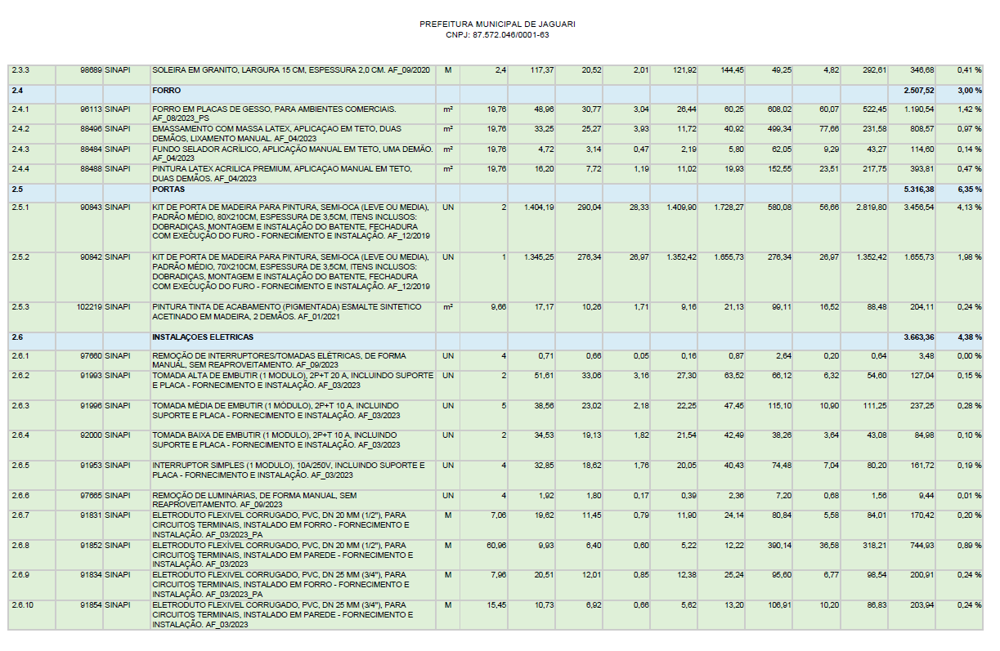 PREFEITURA MUNICIPAL DE JAGUARI
CNPJ: 87.572.046/0001-63
2.3.3 98689 SINAPI SOLEIRA EM GRANITO, LARGURA 15 CM, ESPESSURA 2,0 CM. AF_09/2020 M 2,4 117,37 20,52 2,01 121,92 144,45 49,25 4,82 292,61 346,68 0,41 %
2.4 FORRO 2.507,52 3,00 %
2.4.1 96113 SINAPI FORRO EM PLACAS DE GESSO, PARA AMBIENTES COMERCIAIS. m² 19,76 48,96 30,77 3,04 26,44 60,25 608,02 60,07 522,45 1.190,54 1,42 %
AF_08/2023_PS
2.4.2 88496 SINAPI EMASSAMENTO COM MASSA LATEX, APLICAÇAO EM TETO, DUAS m² 19,76 33,25 25,27 3,93 11,72 40,92 499,34 77,66 231,58 808,57 0,97 %
DEMÃOS, LIXAMENTO MANUAL. AF_04/2023
2.4.3 88484 SINAPI FUNDO SELADOR ACRÍLICO, APLICAÇÃO MANUAL EM TETO, UMA DEMÃO. m² 19,76 4,72 3,14 0,47 2,19 5,80 62,05 9,29 43,27 114,60 0,14 %
AF_04/2023
2.4.4 88488 SINAPI PINTURA LATEX ACRILICA PREMIUM, APLICAÇAO MANUAL EM TETO, m² 19,76 16,20 7,72 1,19 11,02 19,93 152,55 23,51 217,75 393,81 0,47 %
DUAS DEMÃOS. AF_04/2023
2.5 PORTAS 5.316,38 6,35 %
2.5.1 90843 SINAPI KIT DE PORTA DE MADEIRA PARA PINTURA, SEMI-OCA (LEVE OU MEDIA), UN 2 1.404,19 290,04 28,33 1.409,90 1.728,27 580,08 56,66 2.819,80 3.456,54 4,13 %
PADRÃO MÉDIO, 80X210CM, ESPESSURA DE 3,5CM, ITENS INCLUSOS:
DOBRADIÇAS, MONTAGEM E INSTALAÇÃO DO BATENTE, FECHADURA
COM EXECUÇÃO DO FURO - FORNECIMENTO E INSTALAÇÃO. AF_12/2019
2.5.2 90842 SINAPI KIT DE PORTA DE MADEIRA PARA PINTURA, SEMI-OCA (LEVE OU MEDIA), UN 1 1.345,25 276,34 26,97 1.352,42 1.655,73 276,34 26,97 1.352,42 1.655,73 1,98 %
PADRÃO MÉDIO, 70X210CM, ESPESSURA DE 3,5CM, ITENS INCLUSOS:
DOBRADIÇAS, MONTAGEM E INSTALAÇÃO DO BATENTE, FECHADURA
COM EXECUÇÃO DO FURO - FORNECIMENTO E INSTALAÇÃO. AF_12/2019
2.5.3 102219 SINAPI PINTURA TINTA DE ACABAMENTO (PIGMENTADA) ESMALTE SINTETICO m² 9,66 17,17 10,26 1,71 9,16 21,13 99,11 16,52 88,48 204,11 0,24 %
ACETINADO EM MADEIRA, 2 DEMÃOS. AF_01/2021
2.6 INSTALAÇOES ELETRICAS 3.663,36 4,38 %
2.6.1 97660 SINAPI REMOÇÃO DE INTERRUPTORES/TOMADAS ELÉTRICAS, DE FORMA UN 4 0,71 0,66 0,05 0,16 0,87 2,64 0,20 0,64 3,48 0,00 %
MANUAL, SEM REAPROVEITAMENTO. AF_09/2023
2.6.2 91993 SINAPI TOMADA ALTA DE EMBUTIR (1 MODULO), 2P+T 20 A, INCLUINDO SUPORTE UN 2 51,61 33,06 3,16 27,30 63,52 66,12 6,32 54,60 127,04 0,15 %
E PLACA - FORNECIMENTO E INSTALAÇÃO. AF_03/2023
2.6.3 91996 SINAPI TOMADA MÉDIA DE EMBUTIR (1 MÓDULO), 2P+T 10 A, INCLUINDO UN 5 38,56 23,02 2,18 22,25 47,45 115,10 10,90 111,25 237,25 0,28 %
SUPORTE E PLACA - FORNECIMENTO E INSTALAÇÃO. AF_03/2023
2.6.4 92000 SINAPI TOMADA BAIXA DE EMBUTIR (1 MODULO), 2P+T 10 A, INCLUINDO UN 2 34,53 19,13 1,82 21,54 42,49 38,26 3,64 43,08 84,98 0,10 %
SUPORTE E PLACA - FORNECIMENTO E INSTALAÇÃO. AF_03/2023
2.6.5 91953 SINAPI INTERRUPTOR SIMPLES (1 MODULO), 10A/250V, INCLUINDO SUPORTE E UN 4 32,85 18,62 1,76 20,05 40,43 74,48 7,04 80,20 161,72 0,19 %
PLACA - FORNECIMENTO E INSTALAÇÃO. AF_03/2023
2.6.6 97665 SINAPI REMOÇÃO DE LUMINÁRIAS, DE FORMA MANUAL, SEM UN 4 1,92 1,80 0,17 0,39 2,36 7,20 0,68 1,56 9,44 0,01 %
REAPROVEITAMENTO. AF_09/2023
2.6.7 91831 SINAPI ELETRODUTO FLEXIVEL CORRUGADO, PVC, DN 20 MM (1/2"), PARA M 7,06 19,62 11,45 0,79 11,90 24,14 80,84 5,58 84,01 170,42 0,20 %
CIRCUITOS TERMINAIS, INSTALADO EM FORRO - FORNECIMENTO E
INSTALAÇÃO. AF_03/2023_PA
2.6.8 91852 SINAPI ELETRODUTO FLEXÍVEL CORRUGADO, PVC, DN 20 MM (1/2"), PARA M 60,96 9,93 6,40 0,60 5,22 12,22 390,14 36,58 318,21 744,93 0,89 %
CIRCUITOS TERMINAIS, INSTALADO EM PAREDE - FORNECIMENTO E
INSTALAÇÃO. AF_03/2023
2.6.9 91834 SINAPI ELETRODUTO FLEXÍVEL CORRUGADO, PVC, DN 25 MM (3/4"), PARA M 7,96 20,51 12,01 0,85 12,38 25,24 95,60 6,77 98,54 200,91 0,24 %
CIRCUITOS TERMINAIS, INSTALADO EM FORRO - FORNECIMENTO E
INSTALAÇÃO. AF_03/2023_PA
2.6.10 91854 SINAPI ELETRODUTO FLEXIVEL CORRUGADO, PVC, DN 25 MM (3/4"), PARA M 15,45 10,73 6,92 0,66 5,62 13,20 106,91 10,20 86,83 203,94 0,24 %
CIRCUITOS TERMINAIS, INSTALADO EM PAREDE - FORNECIMENTO E
INSTALAÇÃO. AF_03/2023